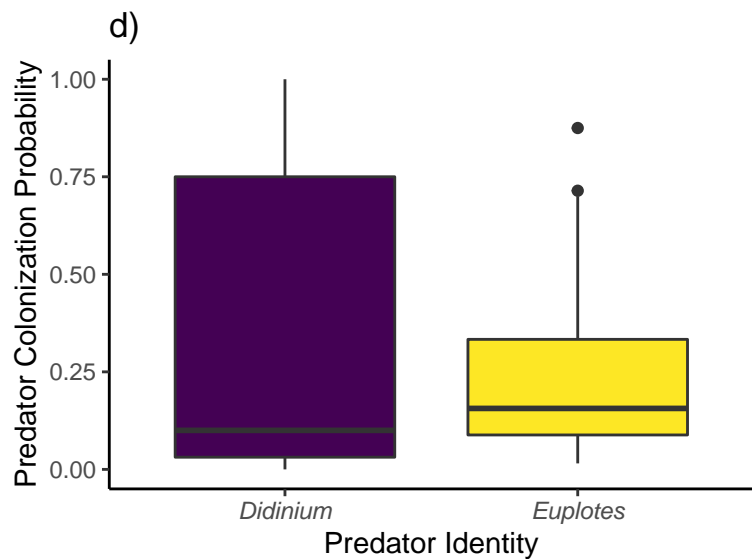 d)
Predator Colonization Probability
1.00
0.75
0.50
0.25
0.00
Didinium
Euplotes
Predator Identity